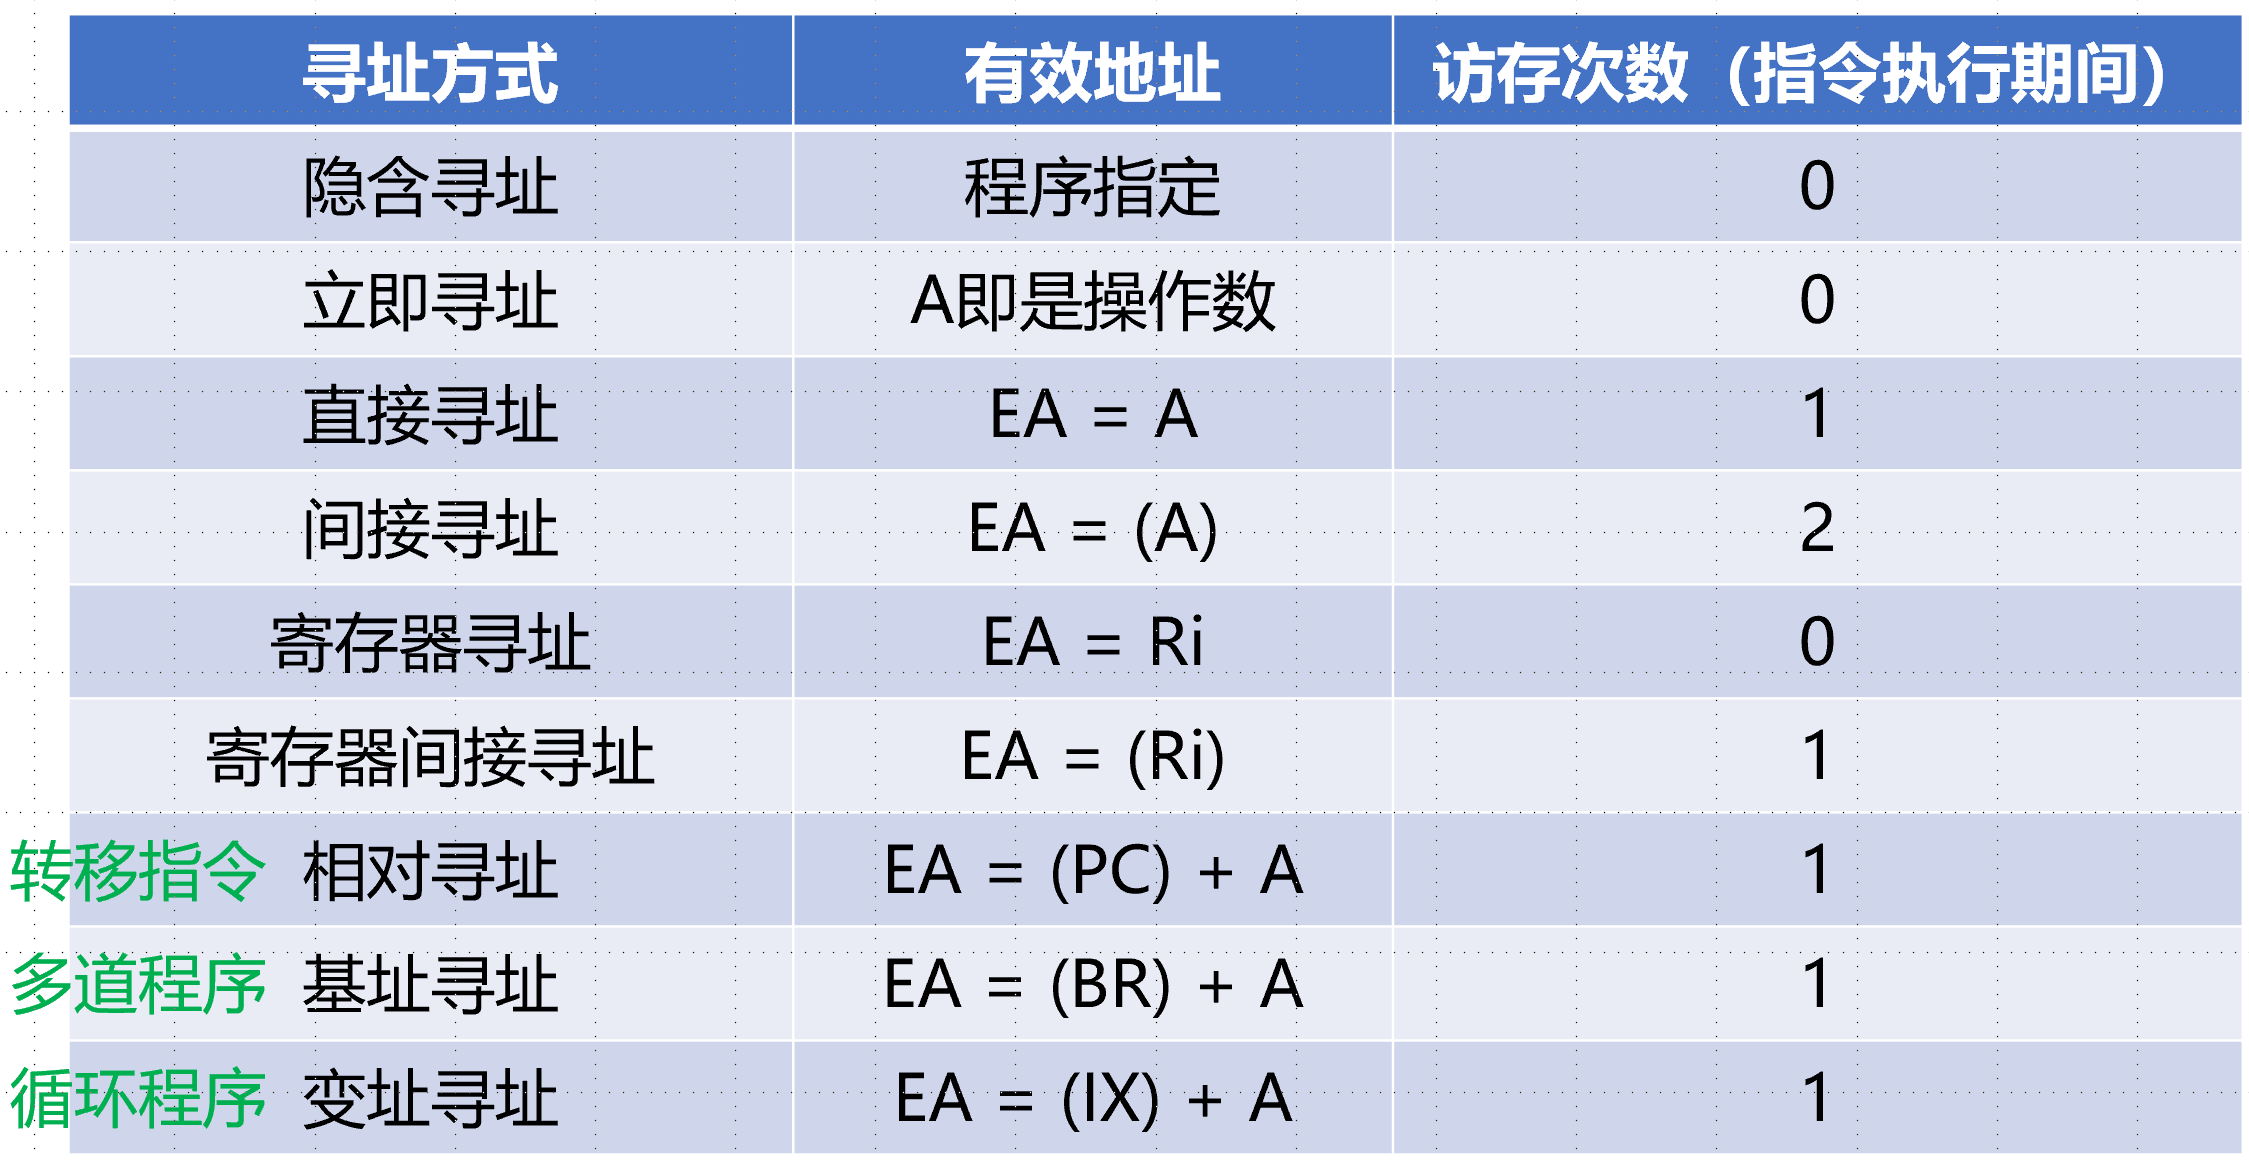 寻址方式 有效地址 访存次数（指令执行期间）
隐含寻址 程序指定 0
立即寻址 A即是操作数 0
直接寻址 EA = A 1
间接寻址 EA = (A) 2
寄存器寻址 EA = Ri 0
寄存器间接寻址 EA = (Ri) 1
转移指令 相对寻址 EA = (PC) + A 1
多道程序 基址寻址 EA = (BR) + A 1
循环程序 变址寻址 EA = (IX) + A 1